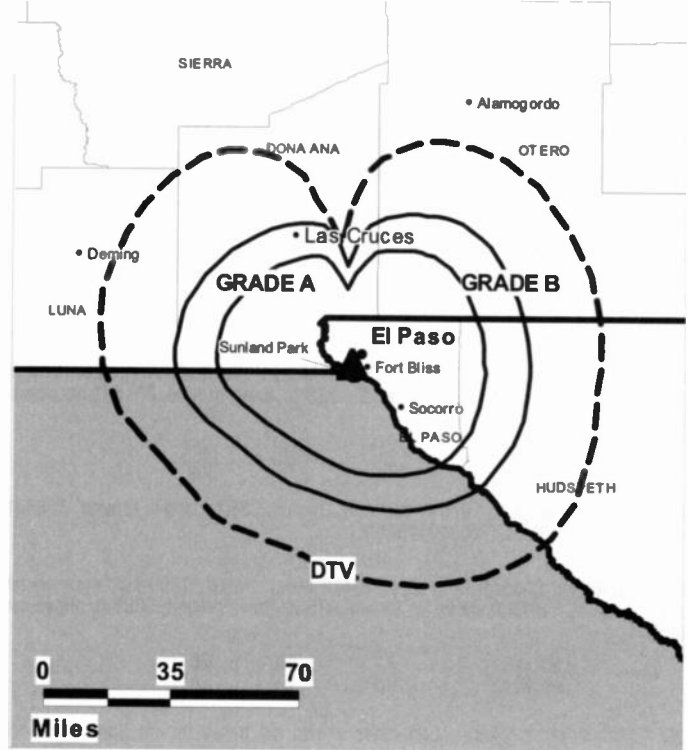 SIERRA
Alamogordo
DONA ANA
OTERO
Las Cruces
Deming
GRADE A
GRADE B
LUNA
El Paso
Sunland Park
Fort Bliss
Socorro
EL PASO
HUDSPETH
DTV
0 35 70
Miles